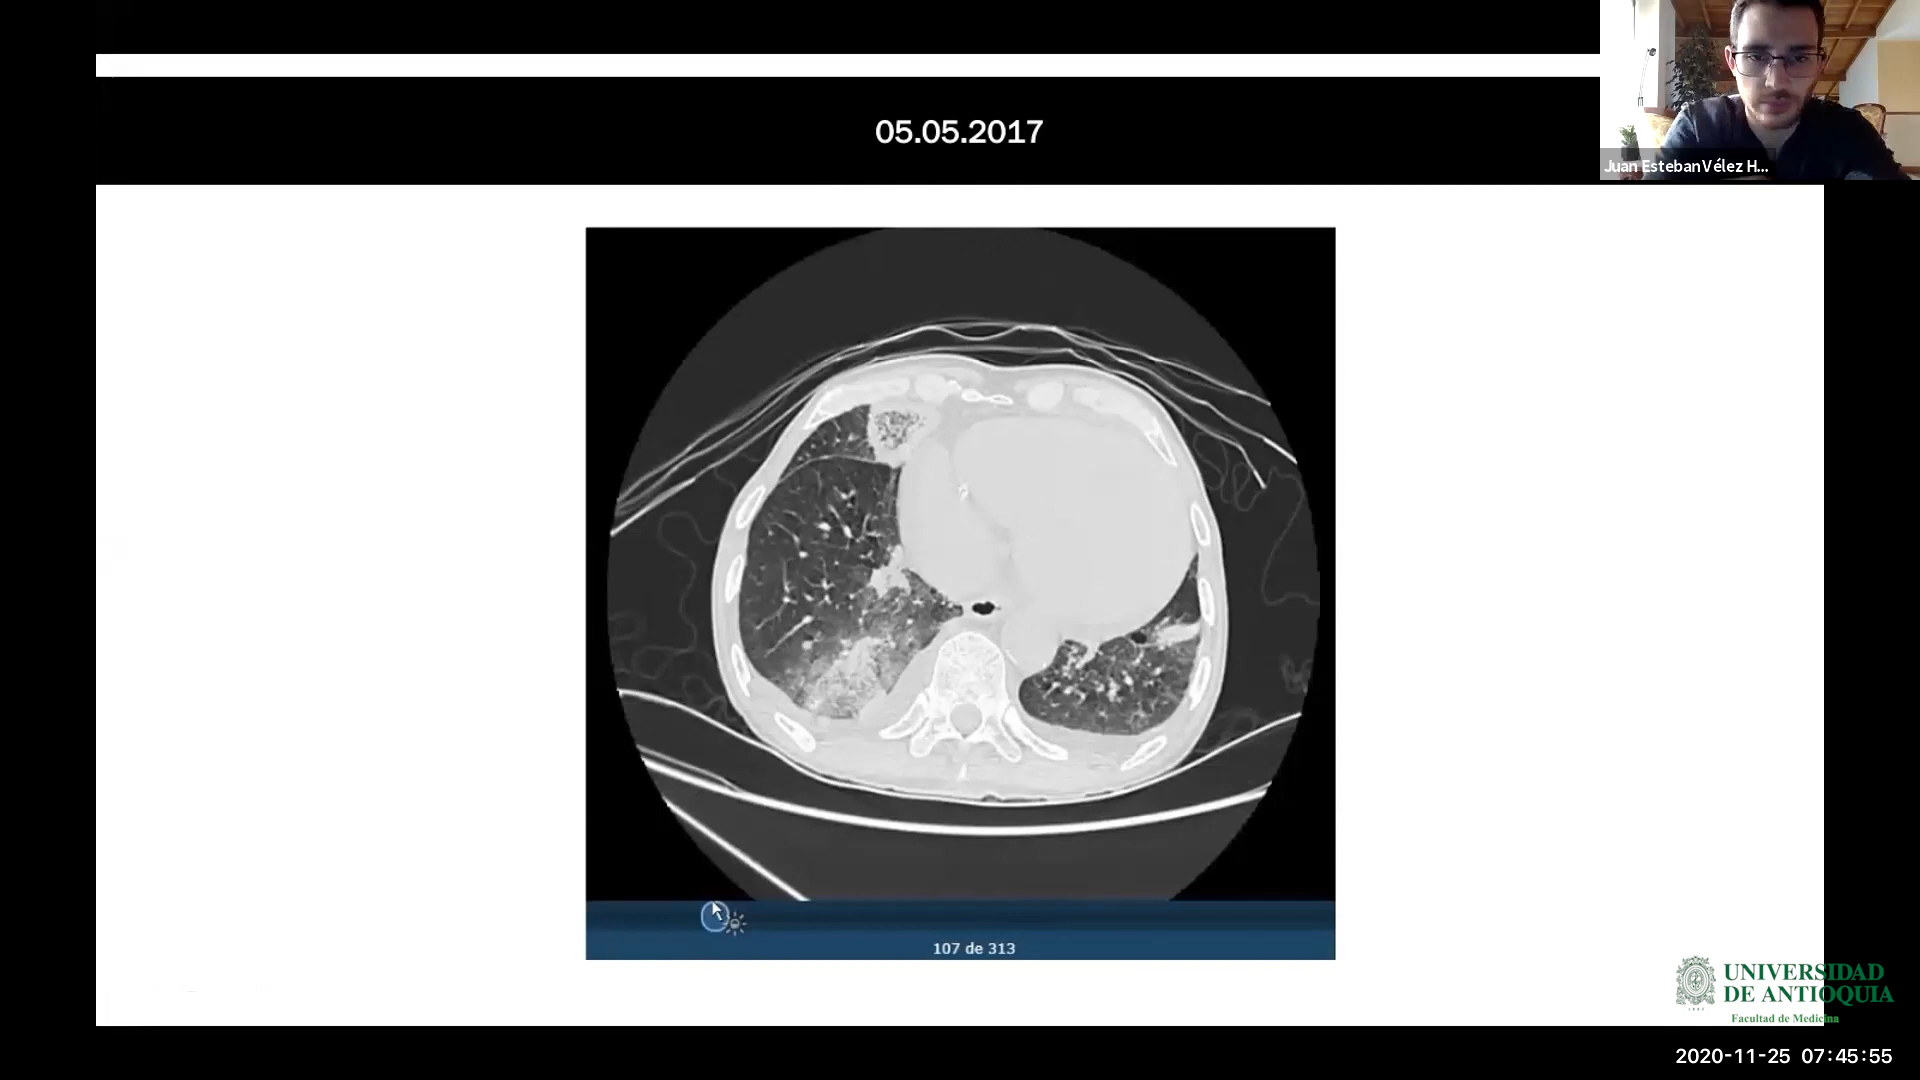 05.05.2017
Juan Esteban Vélez H...
107 de 313
UNIVERSIDAD
DE ANTIOQUIA
Facultad de Medicina
2020-11-25 07:45:55